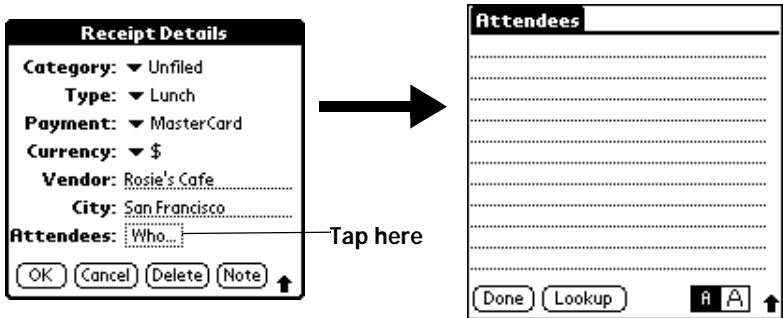 Receipt Details
Category: Unfiled
Type: Lunch
Payment: MasterCard
Currency: $
Vendor: Rosie's Cafe
City: San Francisco
Attendees: Who...
OK Cancel Delete Note
Tap here
Attendees
Done Lookup A A